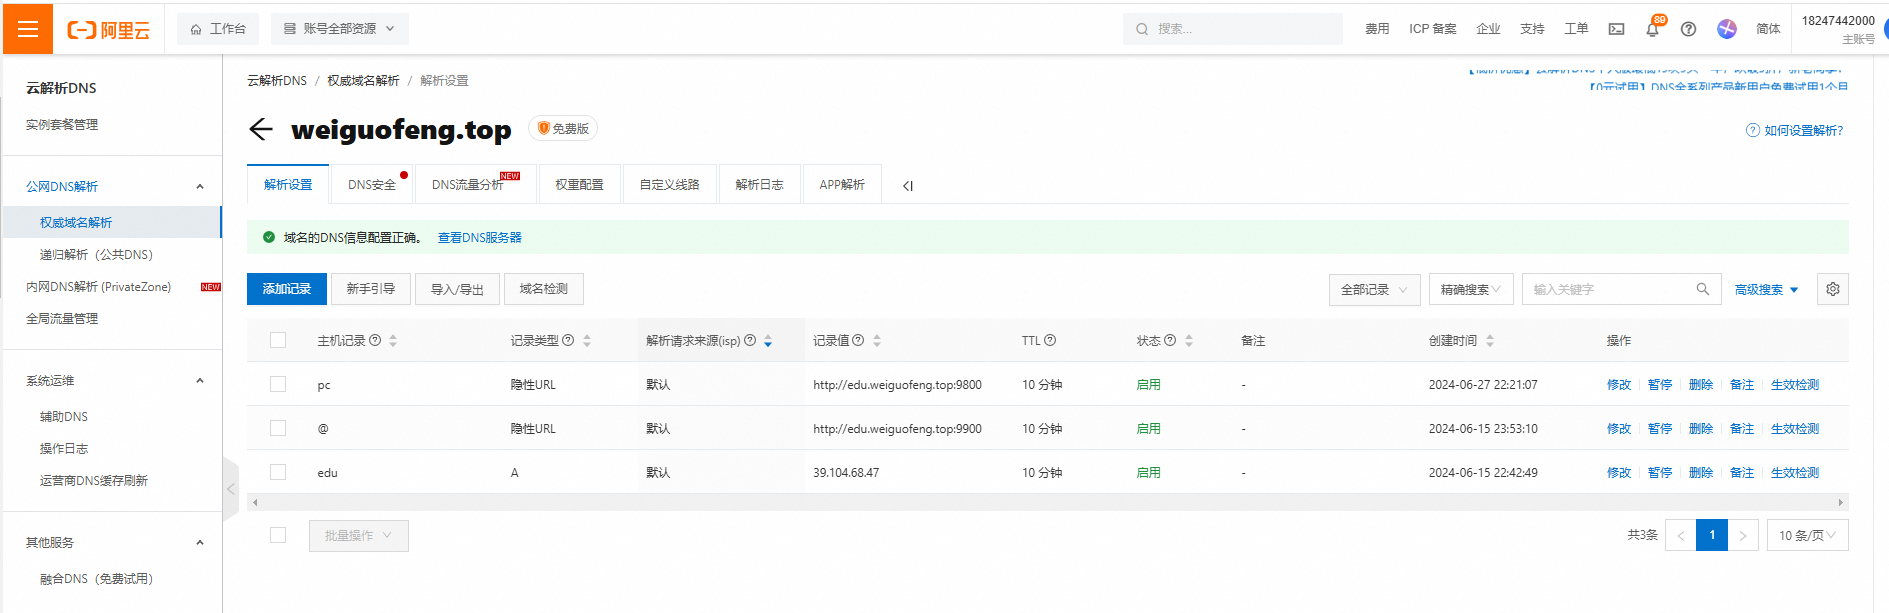 阿里云
工作台
账号全部资源
搜索...
费用
ICP 备案
企业
支持
工单
89
简体
18247442000
主账号
云解析DNS
实例套餐管理
公网DNS解析
权威域名解析
递归解析（公共DNS）
内网DNS解析 (PrivateZone)
NEW
全局流量管理
系统运维
辅助DNS
操作日志
运营商DNS缓存刷新
其他服务
融合DNS（免费试用）
云解析DNS / 权威域名解析 / 解析设置
【0元试用】DNS全系列产品新用户免费试用1个月
weiguofeng.top
免费版
如何设置解析?
解析设置
DNS安全
DNS流量分析
NEW
权重配置
自定义线路
解析日志
APP解析
域名的DNS信息配置正确。 查看DNS服务器
添加记录
新手引导
导入/导出
域名检测
全部记录
精确搜索
输入关键字
高级搜索
主机记录 记录类型 解析请求来源(isp) 记录值 TTL 状态 备注 创建时间 操作
pc 隐性URL 默认 http://edu.weiguofeng.top:9800 10 分钟 启用 - 2024-06-27 22:21:07 修改 暂停 删除 备注 生效检测
@ 隐性URL 默认 http://edu.weiguofeng.top:9900 10 分钟 启用 - 2024-06-15 23:53:10 修改 暂停 删除 备注 生效检测
edu A 默认 39.104.68.47 10 分钟 启用 - 2024-06-15 22:42:49 修改 暂停 删除 备注 生效检测
批量操作
共3条
1
10 条/页